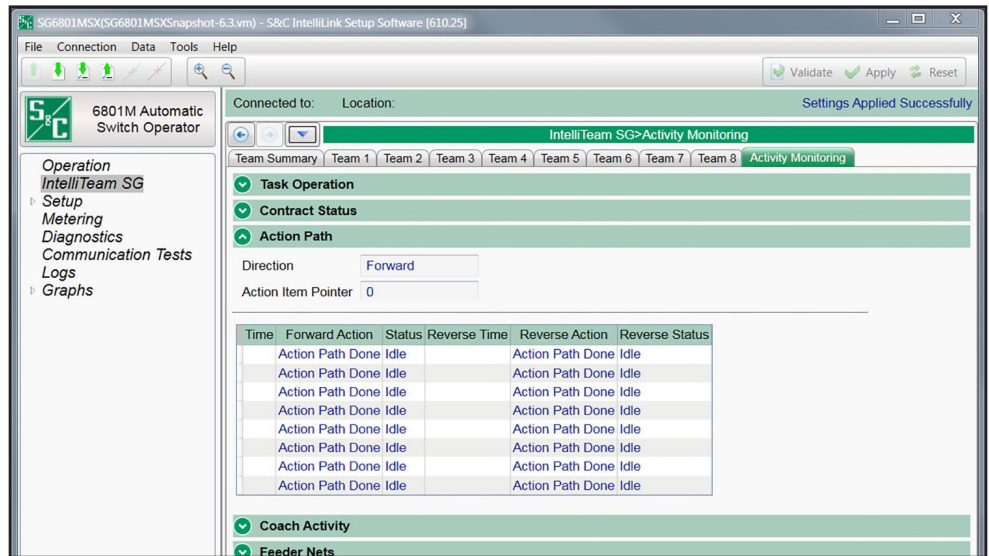 SG6801MSX(SG6801MSXSnapshot-6.3.vm) - S&C IntelliLink Setup Software [610.25]
File Connection Data Tools Help
Validate Apply Reset
S&C
6801M Automatic
Switch Operator
Connected to: Location: Settings Applied Successfully
IntelliTeam SG>Activity Monitoring
Team Summary Team 1 Team 2 Team 3 Team 4 Team 5 Team 6 Team 7 Team 8 Activity Monitoring
Operation
IntelliTeam SG
Setup
Metering
Diagnostics
Communication Tests
Logs
Graphs
Task Operation
Contract Status
Action Path
Direction Forward
Action Item Pointer 0
Time Forward Action Status Reverse Time Reverse Action Reverse Status
Action Path Done Idle Action Path Done Idle
Action Path Done Idle Action Path Done Idle
Action Path Done Idle Action Path Done Idle
Action Path Done Idle Action Path Done Idle
Action Path Done Idle Action Path Done Idle
Action Path Done Idle Action Path Done Idle
Action Path Done Idle Action Path Done Idle
Action Path Done Idle Action Path Done Idle
Coach Activity
Feeder Nets